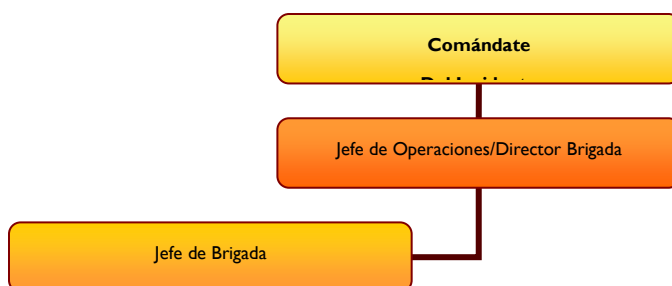 Comándate
Jefe de Operaciones/Director Brigada
Jefe de Brigada